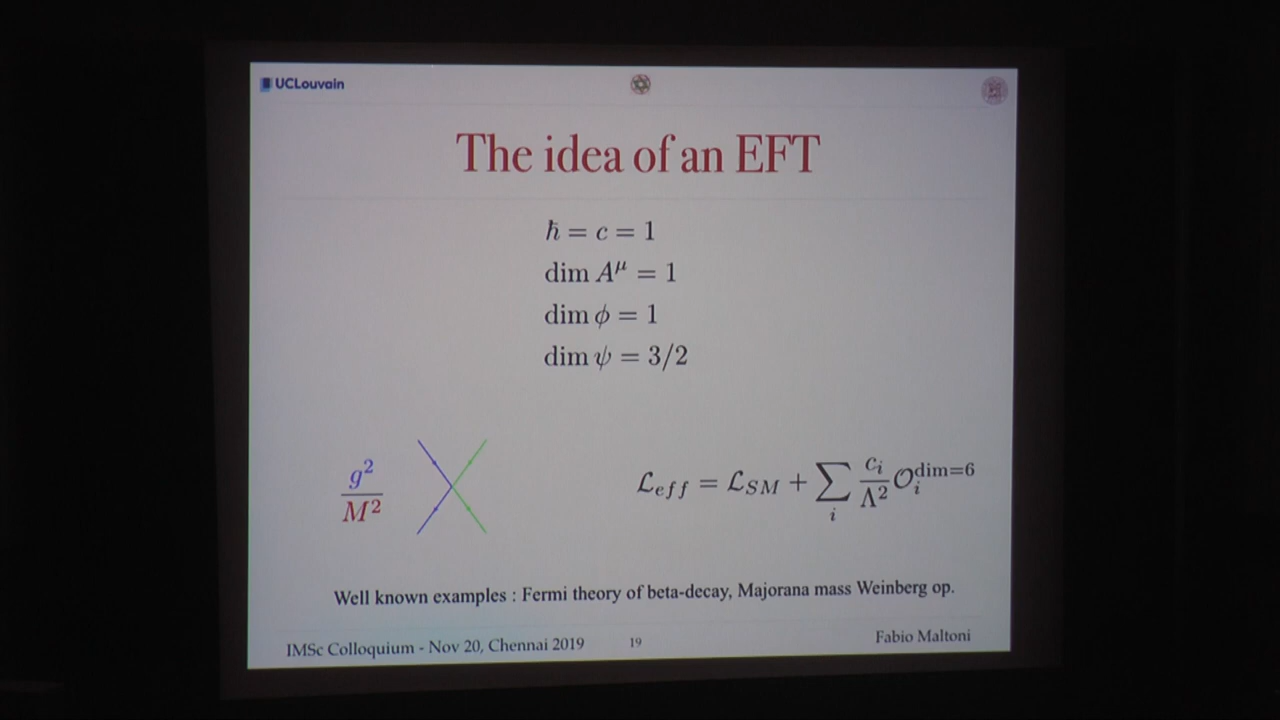 UCLouvain
The idea of an EFT
ℏ = c = 1
dim A^μ = 1
dim ϕ = 1
dim ψ = 3/2
g² / M²
ℒ_eff = ℒ_SM + ∑_i c_i/Λ² 𝒪_i^{dim=6}
Well known examples : Fermi theory of beta-decay, Majorana mass Weinberg op.
IMSc Colloquium - Nov 20, Chennai 2019 19 Fabio Maltoni